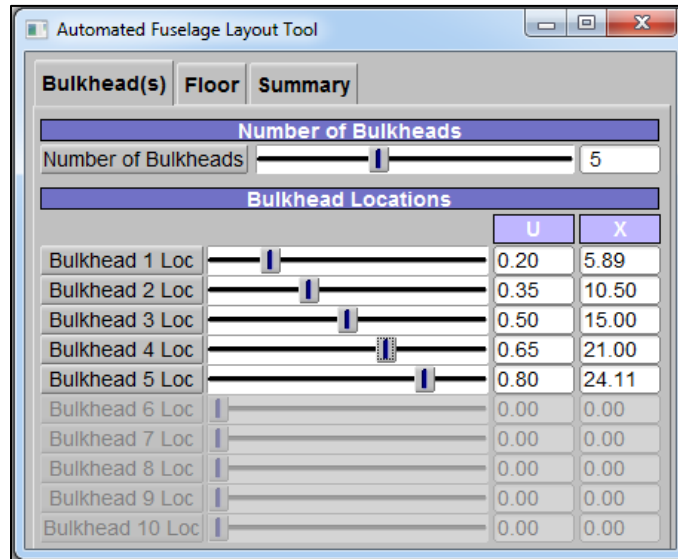 Automated Fuselage Layout Tool
Bulkhead(s) Floor Summary
Number of Bulkheads
Number of Bulkheads 5
Bulkhead Locations
U X
Bulkhead 1 Loc 0.20 5.89
Bulkhead 2 Loc 0.35 10.50
Bulkhead 3 Loc 0.50 15.00
Bulkhead 4 Loc 0.65 21.00
Bulkhead 5 Loc 0.80 24.11
Bulkhead 6 Loc 0.00 0.00
Bulkhead 7 Loc 0.00 0.00
Bulkhead 8 Loc 0.00 0.00
Bulkhead 9 Loc 0.00 0.00
Bulkhead 10 Loc 0.00 0.00